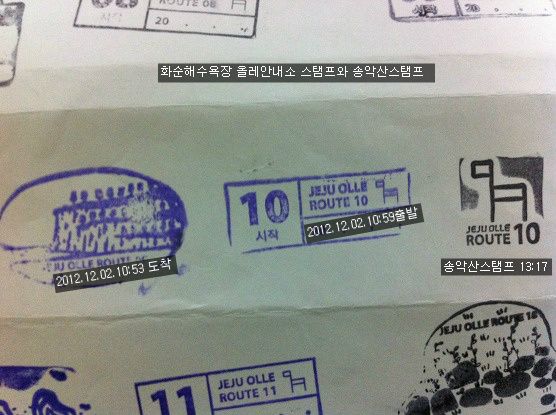 ROUTE 08
시작
20
화순해수욕장 올레안내소 스탬프와 송악산스탬프
JEJU OLLE ROUTE
2012.12.02.10:53 도착
10
시작
JEJU OLLE
ROUTE 10
2012.12.02.10:59출발
JEJU OLLE
ROUTE 10
송악산스탬프 13:17
11
JEJU OLLE
ROUTE 11
JEJU OLLE ROUTE